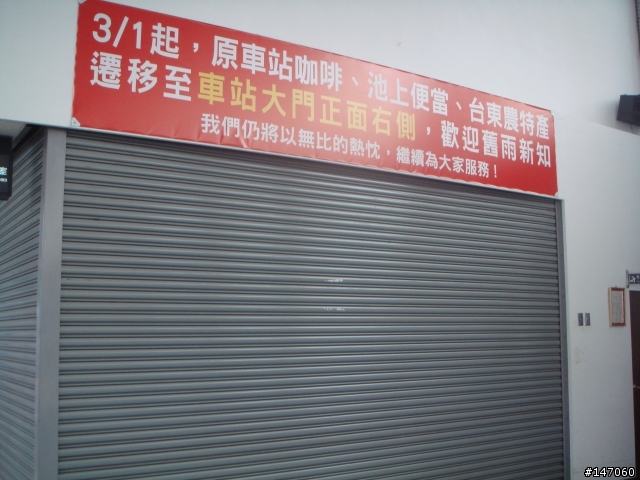 3/1起，原車站咖啡、池上便當、台東農特產
遷移至車站大門正面右側，歡迎舊雨新知
我們仍將以無比的熱忱，繼續為大家服務！
#147060